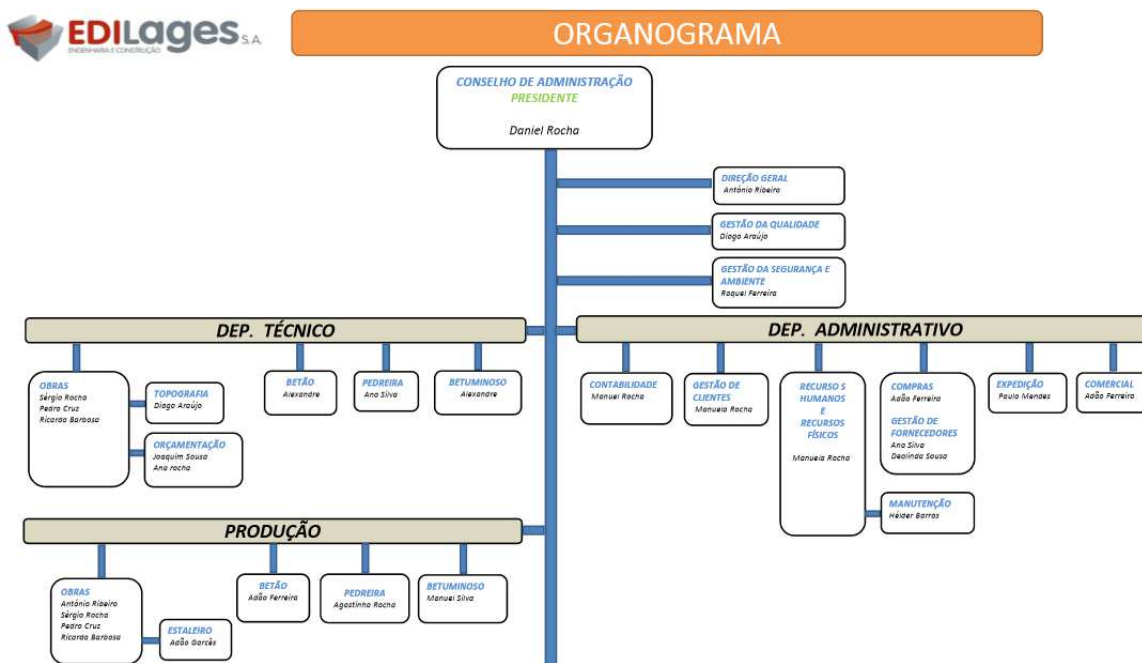 EDILages S.A.
ENGENHARIA E CONSTRUÇÃO
ORGANOGRAMA
CONSELHO DE ADMINISTRAÇÃO
PRESIDENTE
Daniel Rocha
DIREÇÃO GERAL
António Ribeiro
GESTÃO DA QUALIDADE
Diogo Araújo
GESTÃO DA SEGURANÇA E
AMBIENTE
Raquel Ferreira
DEP. TÉCNICO
OBRAS
Sérgio Rocha
Pedro Cruz
Ricardo Barbosa
TOPOGRAFIA
Diogo Araújo
ORÇAMENTAÇÃO
Joaquim Sousa
Ana rocha
BETÃO
Alexandre
PEDREIRA
Ana Silva
BETUMINOSO
Alexandre
DEP. ADMINISTRATIVO
CONTABILIDADE
Manuel Rocha
GESTÃO DE
CLIENTES
Manuela Rocha
RECURSO S
HUMANOS
E
RECURSOS
FÍSICOS
Manuela Rocha
COMPRAS
Adão Ferreira
GESTÃO DE
FORNECEDORES
Ana Silva
Dealinda Sousa
MANUTENÇÃO
Hélder Barros
EXPEDIÇÃO
Paulo Mendes
COMERCIAL
Adão Ferreira
PRODUÇÃO
OBRAS
António Ribeiro
Sérgio Rocha
Pedro Cruz
Ricardo Barbosa
ESTALEIRO
Adão Garcês
BETÃO
Adão Ferreira
PEDREIRA
Agostinho Rocha
BETUMINOSO
Manuel Silva